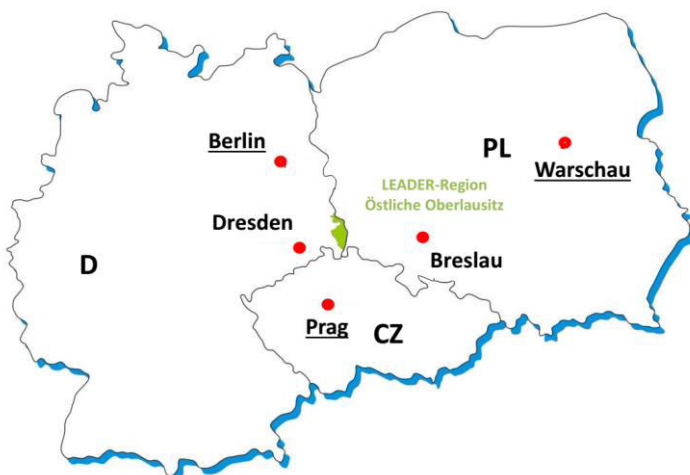 Berlin
PL
Warschau
LEADER-Region
Östliche Oberlausitz
Dresden
D
Breslau
Prag
CZ